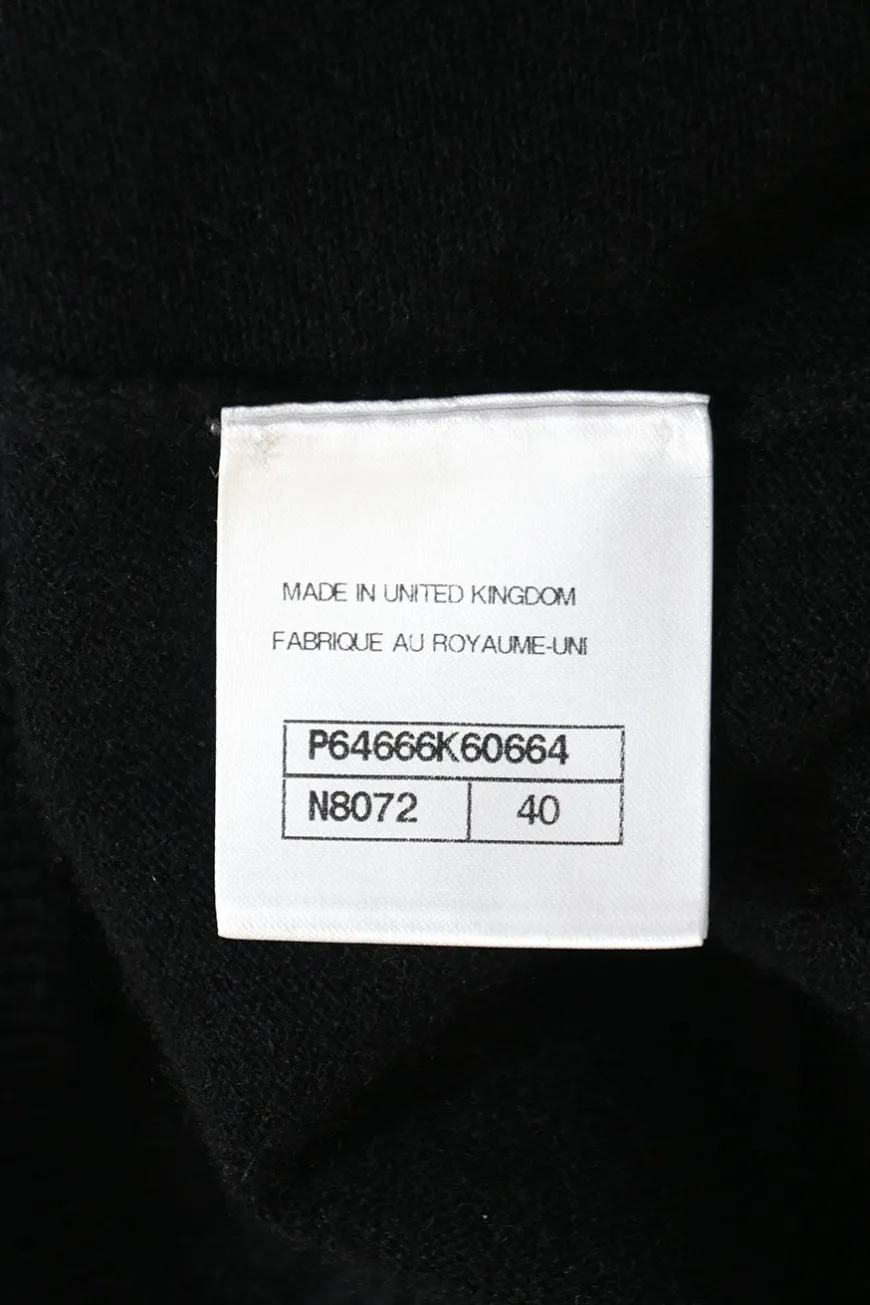 MADE IN UNITED KINGDOM
FABRIQUE AU ROYAUME-UNI
P64666K60664
N8072 40